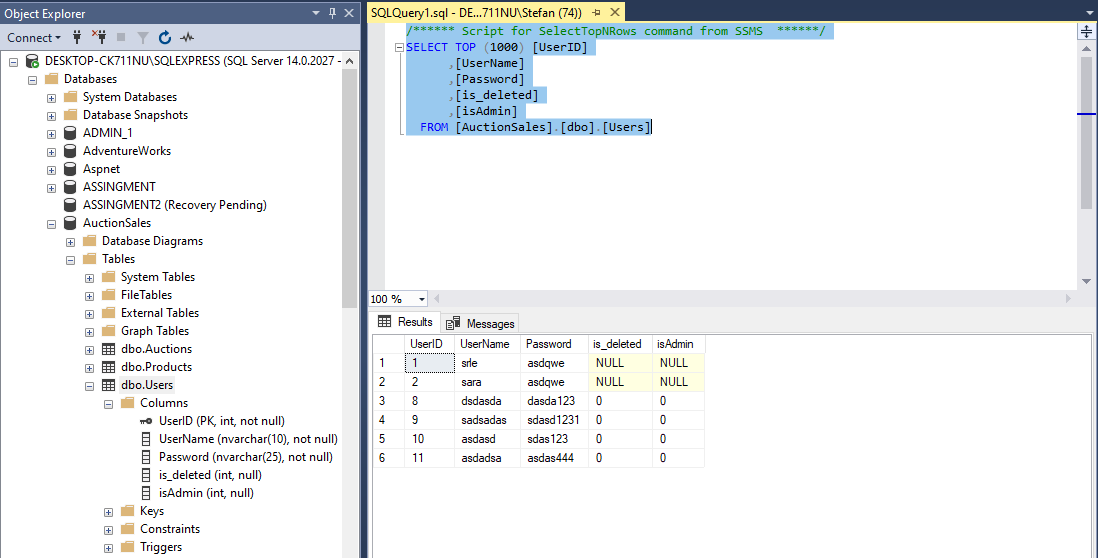 Object Explorer
Connect
DESKTOP-CK711NU\SQLEXPRESS (SQL Server 14.0.2027 -
Databases
System Databases
Database Snapshots
ADMIN_1
AdventureWorks
Aspnet
ASSINGMENT
ASSINGMENT2 (Recovery Pending)
AuctionSales
Database Diagrams
Tables
System Tables
FileTables
External Tables
Graph Tables
dbo.Auctions
dbo.Products
dbo.Users
Columns
UserID (PK, int, not null)
UserName (nvarchar(10), not null)
Password (nvarchar(25), not null)
is_deleted (int, null)
isAdmin (int, null)
Keys
Constraints
Triggers
SQLQuery1.sql - DE...711NU\Stefan (74))
/****** Script for SelectTopNRows command from SSMS  ******/
SELECT TOP (1000) [UserID]
,[UserName]
,[Password]
,[is_deleted]
,[isAdmin]
FROM [AuctionSales].[dbo].[Users]
100 %
Results Messages
UserID UserName Password is_deleted isAdmin
1 1 srle asdqwe NULL NULL
2 2 sara asdqwe NULL NULL
3 8 dsdasda dasda123 0 0
4 9 sadsadas sdasd1231 0 0
5 10 asdasd sdas123 0 0
6 11 asdadsa asdas444 0 0